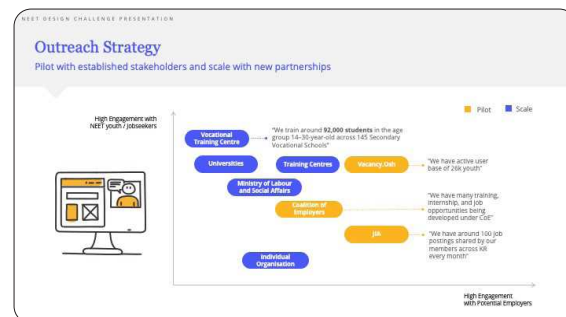 NEET DESIGN CHALLENGE PRESENTATION
Outreach Strategy
Pilot with established stakeholders and scale with new partnerships
Pilot
Scale
High Engagement with
NEET youth / Jobseekers
Vocational
Training Centre
"We train around 92,000 students in the age
group 14-30-year-old across 145 Secondary
Vocational Schools"
Universities
Training Centres
Vacancy.Oah
"We have active user
base of 26k youth"
Ministry of Labour
and Social Affairs
Coalition of
Employers
"We have many training,
internship, and job
opportunities being
developed under CoE"
JIA
"We have around 100 job
postings shared by our
members across KR
every month"
Individual
Organisation
High Engagement
with Potential Employers